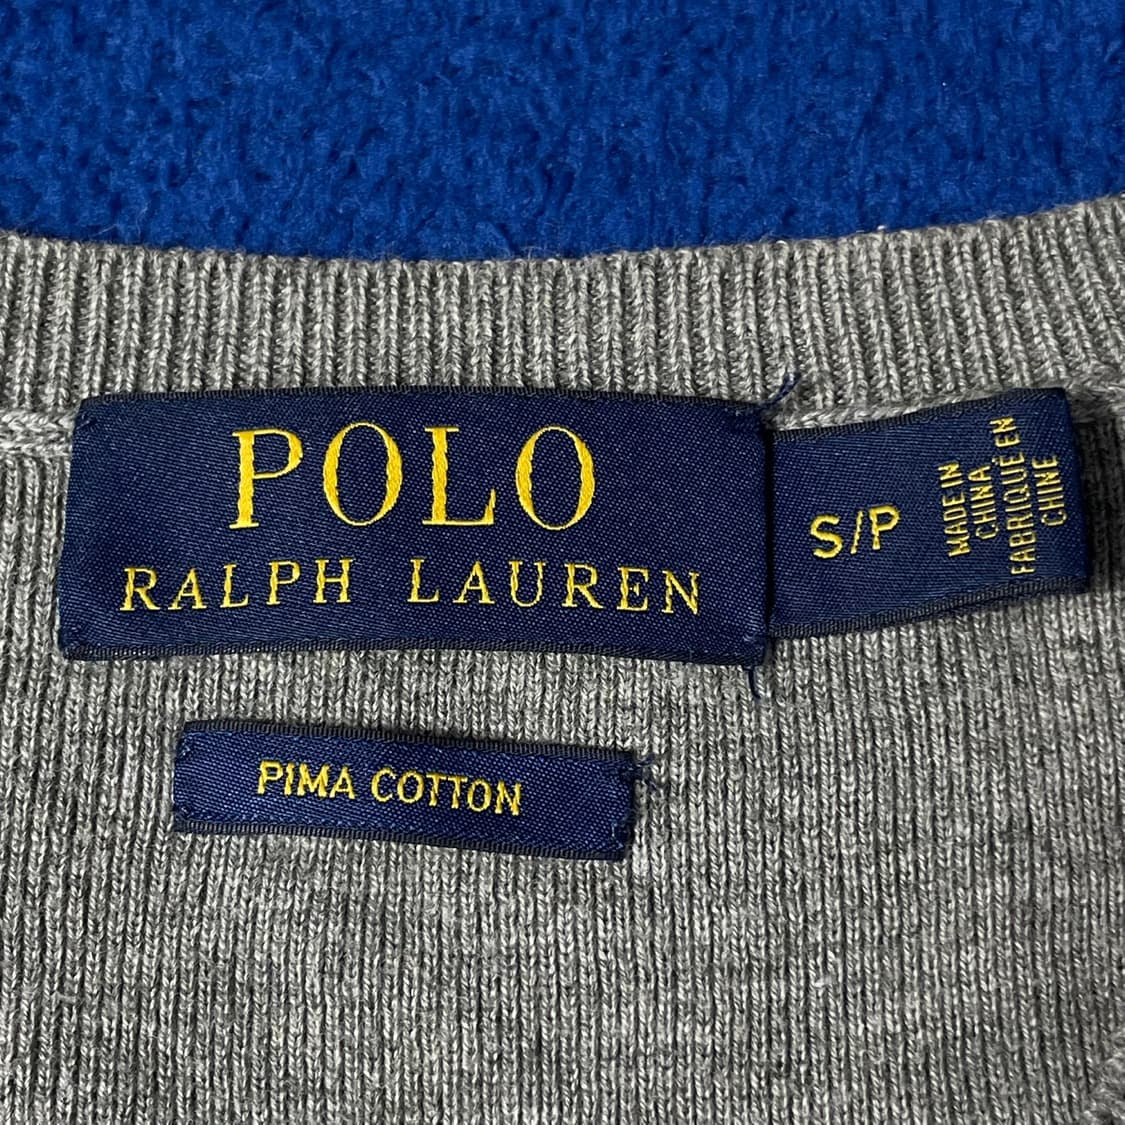 POLO
RALPH LAUREN
S/P
MADE IN
CHINA
FABRIQUÉ EN
CHINE
PIMA COTTON